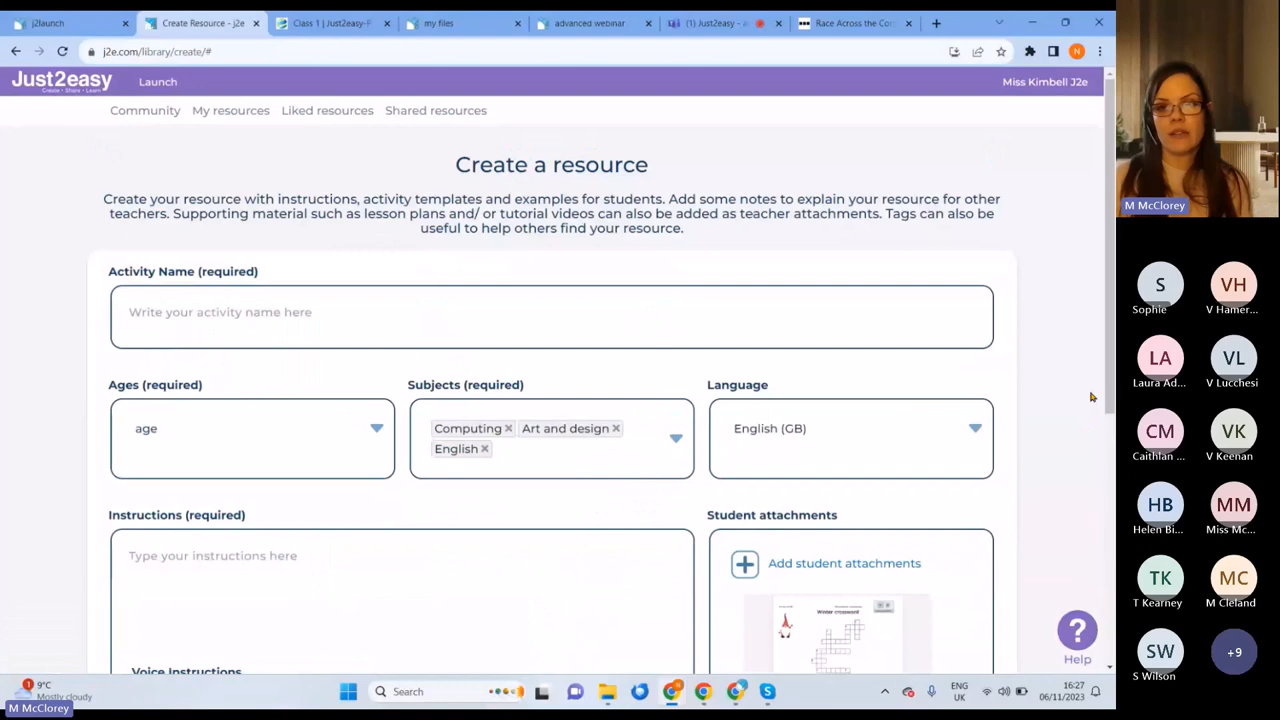 j2launch
Create Resource - j2e
Class 1 | Just2easy-P
my files
advanced webinar
(1) Just2easy - a
Race Across the Con
j2e.com/library/create/#
N
Just2easy
Create • Share • Learn
Launch
Miss Kimbell J2e
Community
My resources
Liked resources
Shared resources
Create a resource
Create your resource with instructions, activity templates and examples for students. Add some notes to explain your resource for other
teachers. Supporting material such as lesson plans and/ or tutorial videos can also be added as teacher attachments. Tags can also be
useful to help others find your resource.
Activity Name (required)
Write your activity name here
Ages (required)
Subjects (required)
Language
age
Computing
Art and design
English
English (GB)
Instructions (required)
Student attachments
Type your instructions here
Add student attachments
Winter crossword
Voice Instructions
?
Help
M McClorey
S
Sophie
VH
V Hamer...
LA
Laura Ad...
VL
V Lucchesi
CM
Caithlan ...
VK
V Keenan
HB
Helen Bi...
MM
Miss Mc...
TK
T Kearney
MC
M Cleland
SW
S Wilson
+9
1
9°C
Mostly cloudy
Search
ENG
UK
16:27
06/11/2023
M McClorey